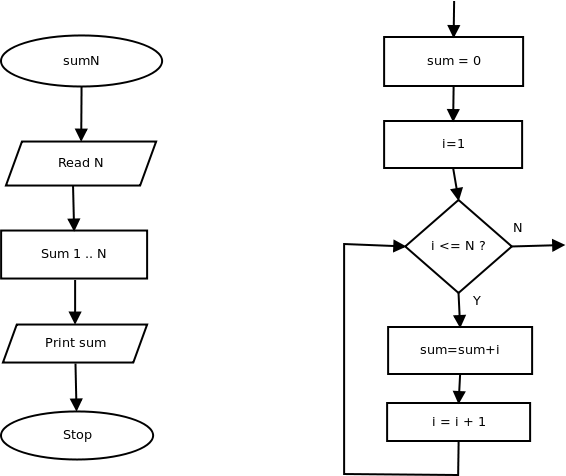 sumN
Read N
Sum 1 .. N
Print sum
Stop
sum = 0
i=1
i <= N ?
N
Y
sum=sum+i
i = i + 1